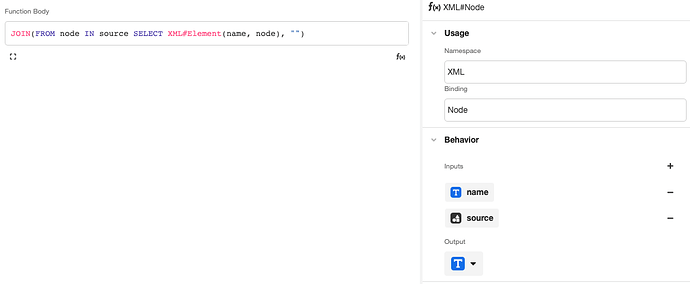 Function Body
JOIN(FROM node IN source SELECT XML#Element(name, node), "")
f(x)
f(x) XML#Node
Usage
Namespace
XML
Binding
Node
Behavior
Inputs
+
T name
−
source
−
Output
T